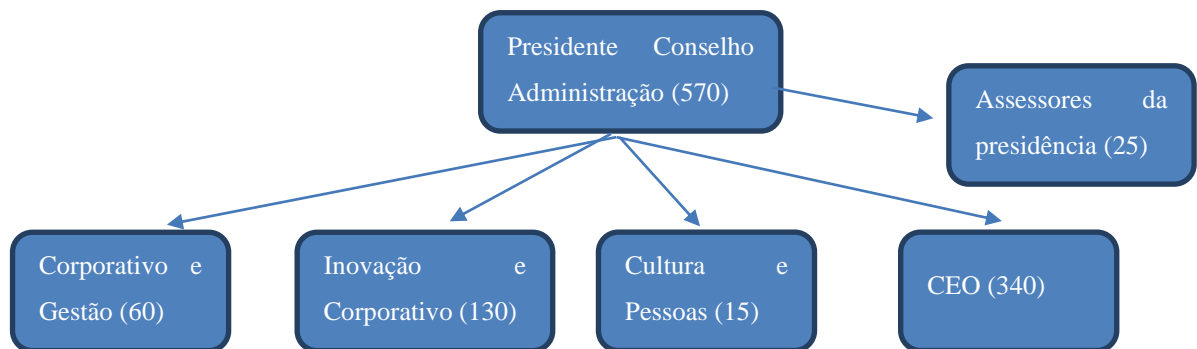 Presidente Conselho
Administração (570)
Assessores da
presidência (25)
Corporativo e
Gestão (60)
Inovação e
Corporativo (130)
Cultura e
Pessoas (15)
CEO (340)